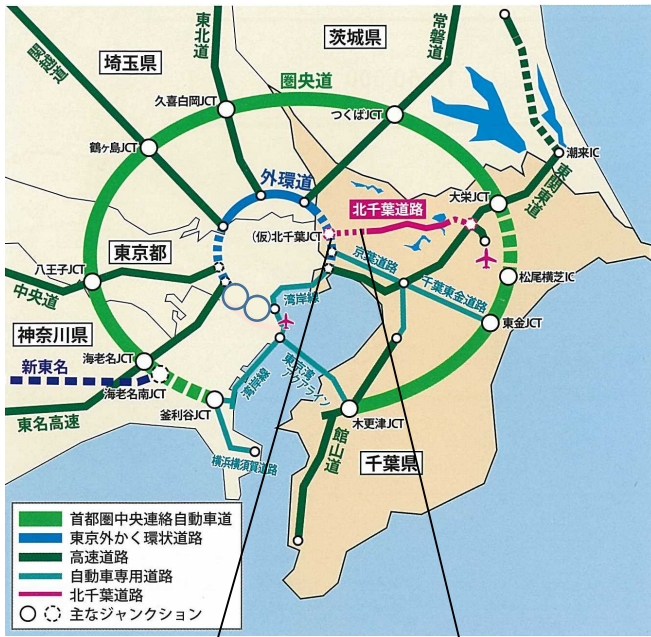 茨城県
常磐道
東北道
関越道
埼玉県
圏央道
久喜白岡JCT
つくばJCT
鶴ヶ島JCT
潮来IC
東関東道
外環道
大栄JCT
北千葉道路
(仮)北千葉JCT
東京都
京葉道路
八王子JCT
松尾横芝IC
中央道
千葉東金道路
湾岸線
東金JCT
神奈川県
海老名JCT
新東名
東京湾
アクアライン
海老名南JCT
釜利谷JCT
木更津JCT
東名高速
館山道
横浜横須賀道路
千葉県
首都圏中央連絡自動車道
東京外かく環状道路
高速道路
自動車専用道路
北千葉道路
主なジャンクション